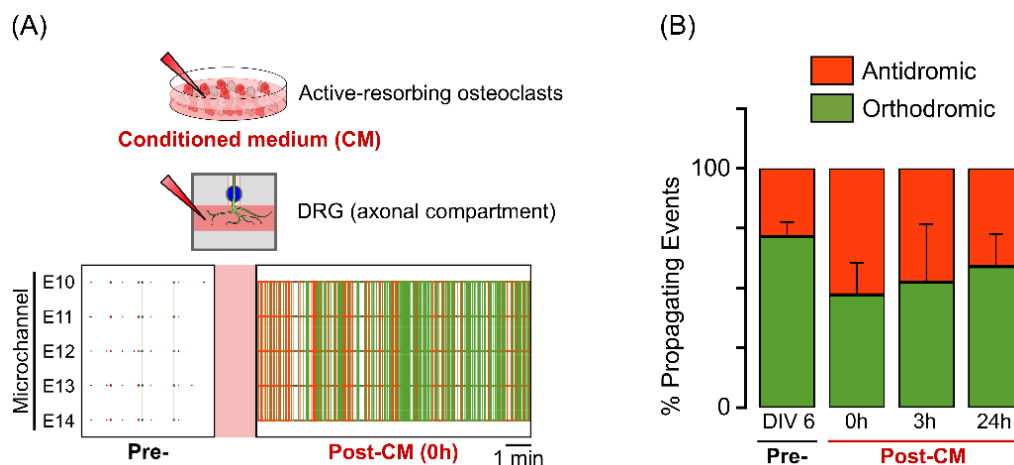 (A)
Active-resorbing osteoclasts
Conditioned medium (CM)
DRG (axonal compartment)
Microchannel
E10
E11
E12
E13
E14
Pre-
Post-CM (0h)
1 min
(B)
Antidromic
Orthodromic
% Propagating Events
100
0
DIV 6 0h 3h 24h
Pre- Post-CM